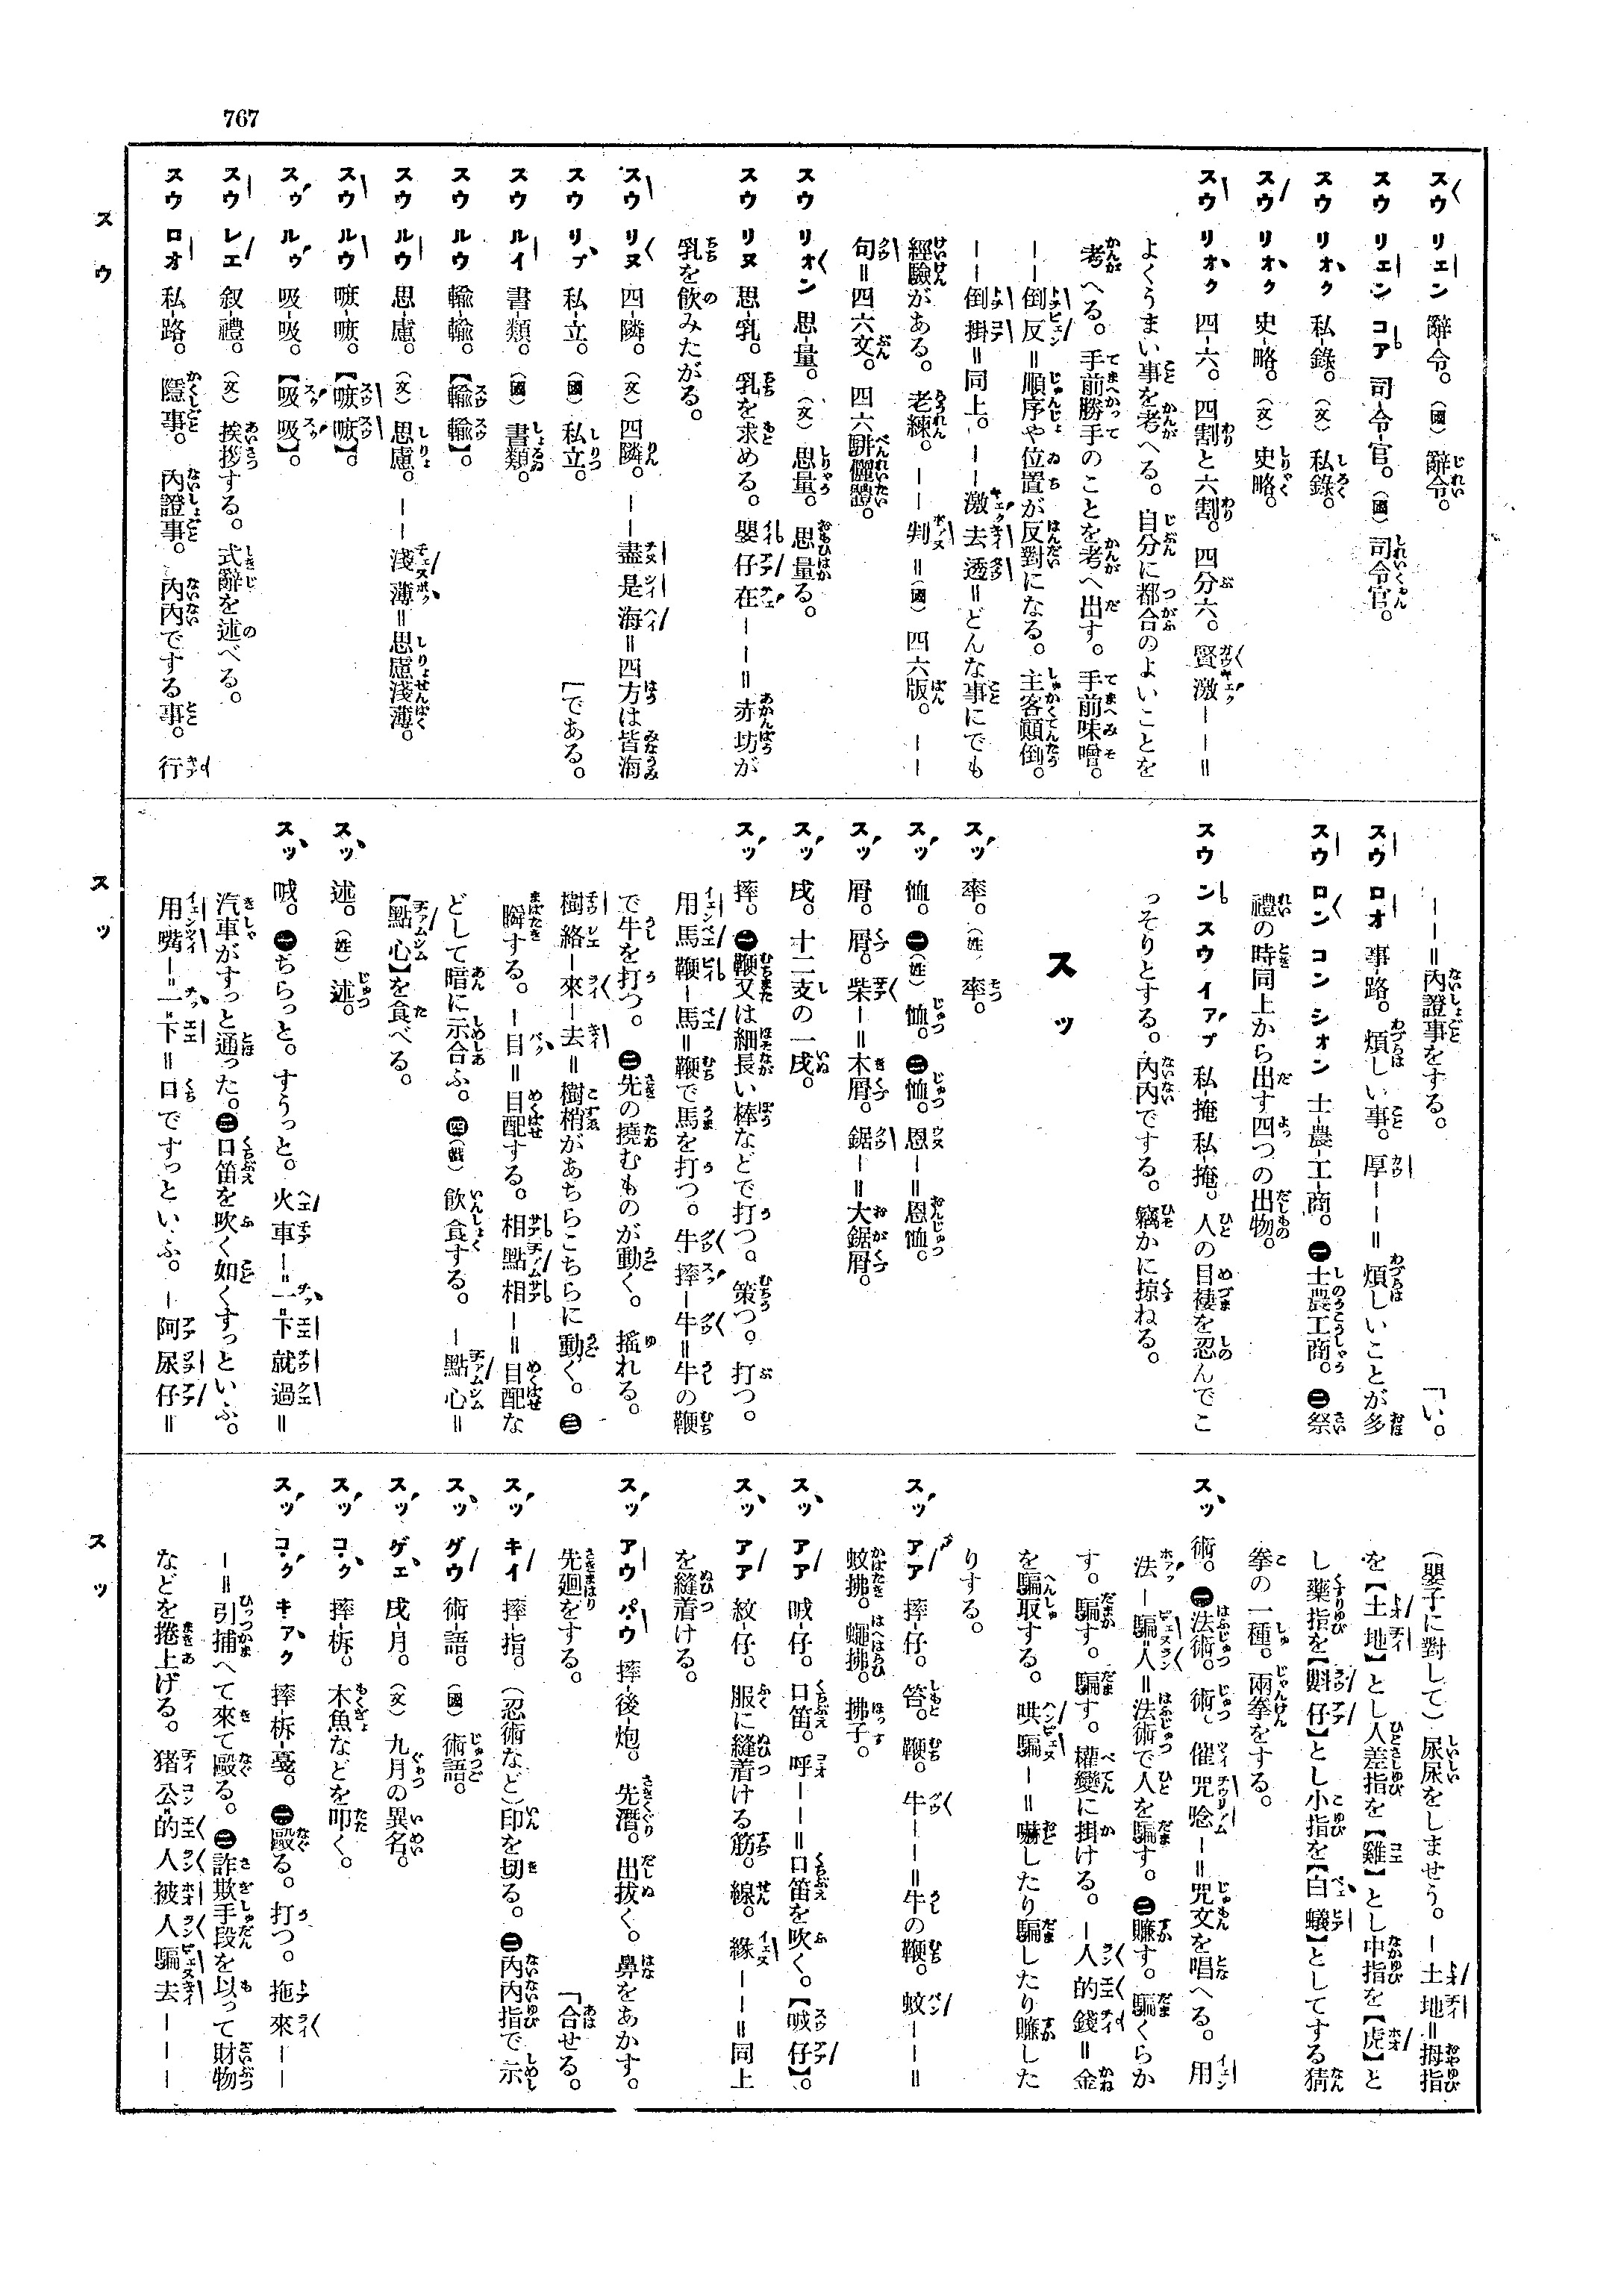 767
スウ リェン 辭-令。(國)辭令。
スウ リェン コア 司-令-官。(國)司令官。
スウ リオク 私-錄。(文)私錄。
スウ リオク 史-略。(文)史略。
スウ リオク 四-六。四割と六割。四分六。賢激－－＝
よくうまい事を考へる。自分に都合のよいことを
考へる。手前勝手のことを考へ出す。手前味噌。
－－倒反＝順序や位置が反對になる。主客顚倒。
－－倒掛＝同上。－－激去透＝どんな事にでも
經驗がある。老練。－－判＝(國)四六版。－－
句＝四六文。四六駢儷體。
スウ リオン 思-量。(文)思量。思量る。
スウ リヌ 思-乳。乳を求める。嬰仔在－－＝赤坊が
乳を飮みたがる。
スウ リヌ 四-隣。(文)四隣。－－盡是海＝四方は皆海
スウ リプ 私-立。(國)私立。［である。
スウ ルイ 書-類。(國)書類。
スウ ルウ 輸-輸。【輸輸】。
スウ ルウ 思-慮。(文)思慮。－－淺薄＝思慮淺薄。
スウ ルウ 嗾-嗾。【嗾嗾】。
スウ ルウ 吸-吸。【吸吸】。
スウ レエ 叙-禮。(文)挨拶する。式辭を述べる。
スウ ロオ 私-路。隱事。內證事。內內でする事。行
－－＝內證事をする。「い。
スウ ロオ 事-路。煩しい事。厚－－＝煩しいことが多
スウ ロン コン シオン 士-農-工-商。㊀士農工商。㊁祭
禮の時同上から出す四つの出物。
スウ ン スウ イアプ 私-掩 私-掩。人の目褄を忍んでこ
っそりとする。內內でする。竊かに掠ねる。
スッ
スッ 率。(姓)率。
スッ 恤。㊀(姓)恤。㊁恤。恩－＝恩恤。
スッ 屑。屑。柴－＝木屑。鋸－＝大鋸屑。
スッ 戌。十二支の一戌。
スッ 摔。㊀鞭又は細長い棒などで打つ。策つ。打つ。
用馬鞭－馬＝鞭で馬を打つ。牛摔－牛＝牛の鞭
で牛を打つ。㊁先の撓むものが動く。搖れる。
樹絡－來－去＝樹梢があちらこちらに動く。㊂
瞬する。－目＝目配する。相點相－＝目配な
どして暗に示合ふ。㊃(戲)飮食する。－點心＝
【點心】を食べる。
スッ 述。(姓)述。
スッ 㖅。㊀ちらっと。すうっと。火車－＝一下就過＝
汽車がすっと通った。㊁口笛を吹く如くすっといふ。
用嘴－＝一下＝口ですっといふ。－阿尿仔＝
(嬰子に對して)尿尿をしませう。－土地＝拇指
を【土地】とし人差指を【雞】とし中指を【虎】と
し藥指を【蚪仔】とし小指を【白蟻】としてする猜
拳の一種。兩拳をする。
スッ 術。㊀法術。術。催咒唸－＝咒文を唱へる。用
法－騙人＝法術で人を騙す。㊁賺す。騙くらか
す。騙す。騙す。權變に掛ける。－人的錢＝金
を騙取する。哄騙－＝嚇したり騙したり賺した
りする。
スッ アア 摔-仔。笞。鞭。牛－－＝牛の鞭。蚊－－＝
蚊拂。蠅拂。拂子。
スッ アア 㖅-仔。口笛。呼－－＝口笛を吹く。【㖅仔】。
スッ アア 紋-仔。服に縫着ける筋。線。緣－－＝同上
を縫着ける。
スッ アウ パウ 摔-後-炮。先潛。出拔く。鼻をあかす。
先廻をする。「合せる。
スッ キイ 摔-指。(忍術など)印を切る。㊁內內指で示
スッ グウ 術-語。(國)術語。
スッ ゲエ 戌-月。(文)九月の異名。
スッ コク 摔-柝。木魚などを叩く。
スッ コク キアク 摔-柝-戞。㊀毆る。打つ。拖來－－
－＝引捕へて來て毆る。㊁詐欺手段を以って財物
などを捲上げる。豬公的人被人騙去－－－
スウ
スッ
スッ